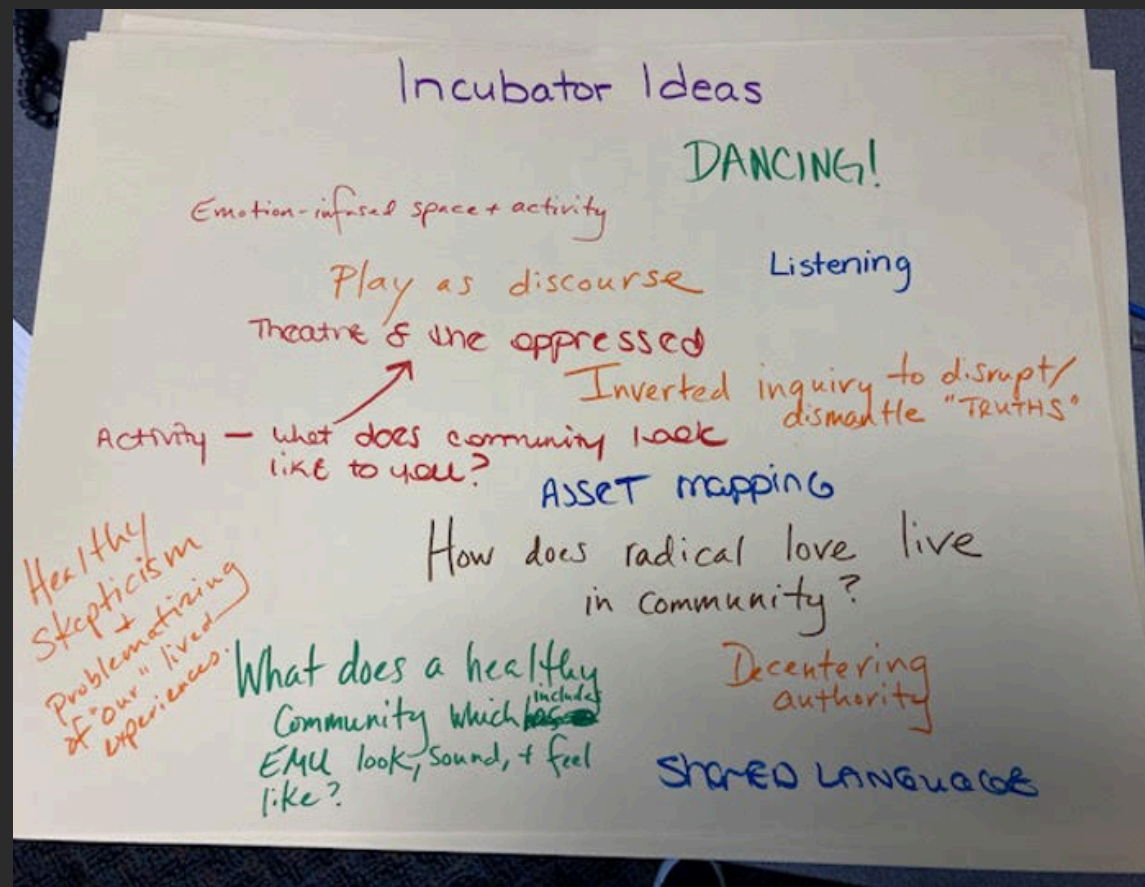 Incubator Ideas
DANCING!
Emotion-infused space + activity
Listening
Play as discourse
Theatre & the oppressed
Inverted inquiry to disrupt/
dismantle "TRUTHS"
Activity — what does community look
like to you?
ASSET mapping
How does radical love live
in community?
Healthy
skepticism
+
problematizing
of "our" lived
experiences.
What does a healthy
Community which includes
EMU look, sound, + feel
like?
Decentering
authority
SHARED LANGUAGE